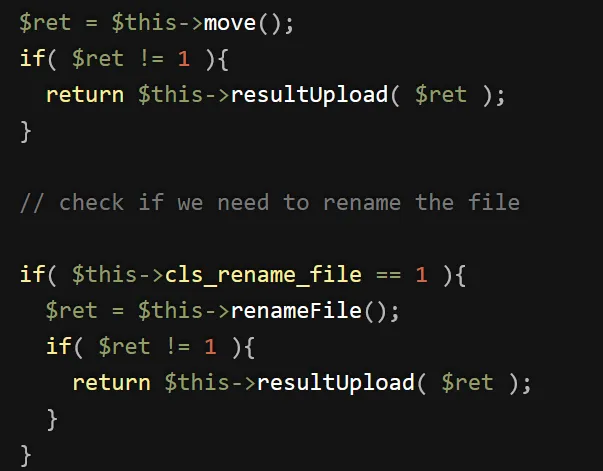 $ret = $this->move();
if( $ret != 1 ){
  return $this->resultUpload( $ret );
}

// check if we need to rename the file

if( $this->cls_rename_file == 1 ){
  $ret = $this->renameFile();
  if( $ret != 1 ){
    return $this->resultUpload( $ret );
  }
}